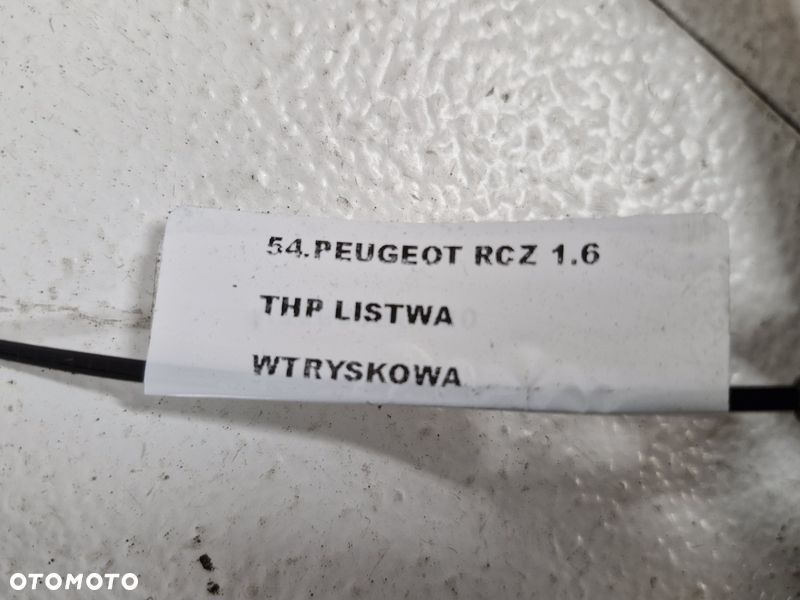 54.PEUGEOT RCZ 1.6
THP LISTWA
WTRYSKOWA
OTOMOTO